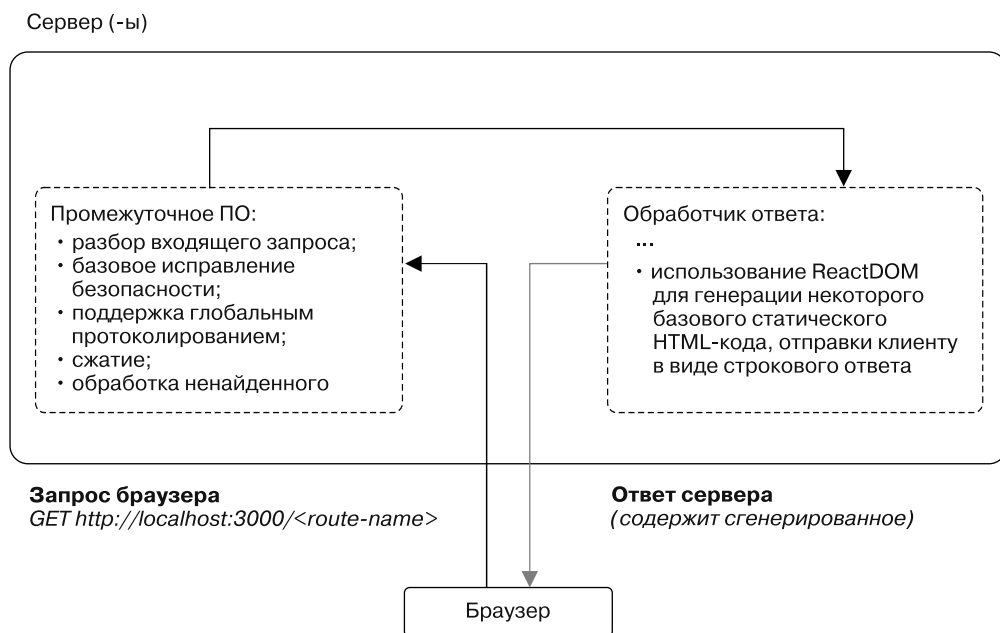 Сервер (-ы)
Промежуточное ПО:
• разбор входящего запроса;
• базовое исправление
безопасности;
• поддержка глобальным
протоколированием;
• сжатие;
• обработка ненайденного
Обработчик ответа:
...
• использование ReactDOM
для генерации некоторого
базового статического
HTML-кода, отправки клиенту
в виде строкового ответа
Запрос браузера
GET http://localhost:3000/<route-name>
Ответ сервера
(содержит сгенерированное)
Браузер